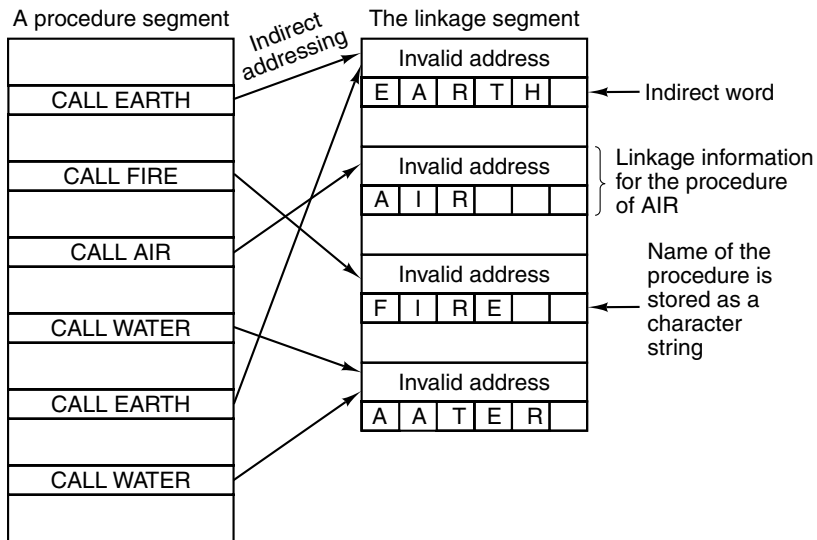 A procedure segment
CALL EARTH
CALL FIRE
CALL AIR
CALL WATER
CALL EARTH
CALL WATER
Indirect
addressing
The linkage segment
Invalid address
E A R T H
Invalid address
A I R
Invalid address
F I R E
Invalid address
A A T E R
Indirect word
Linkage information
for the procedure
of AIR
Name of the
procedure is
stored as a
character
string